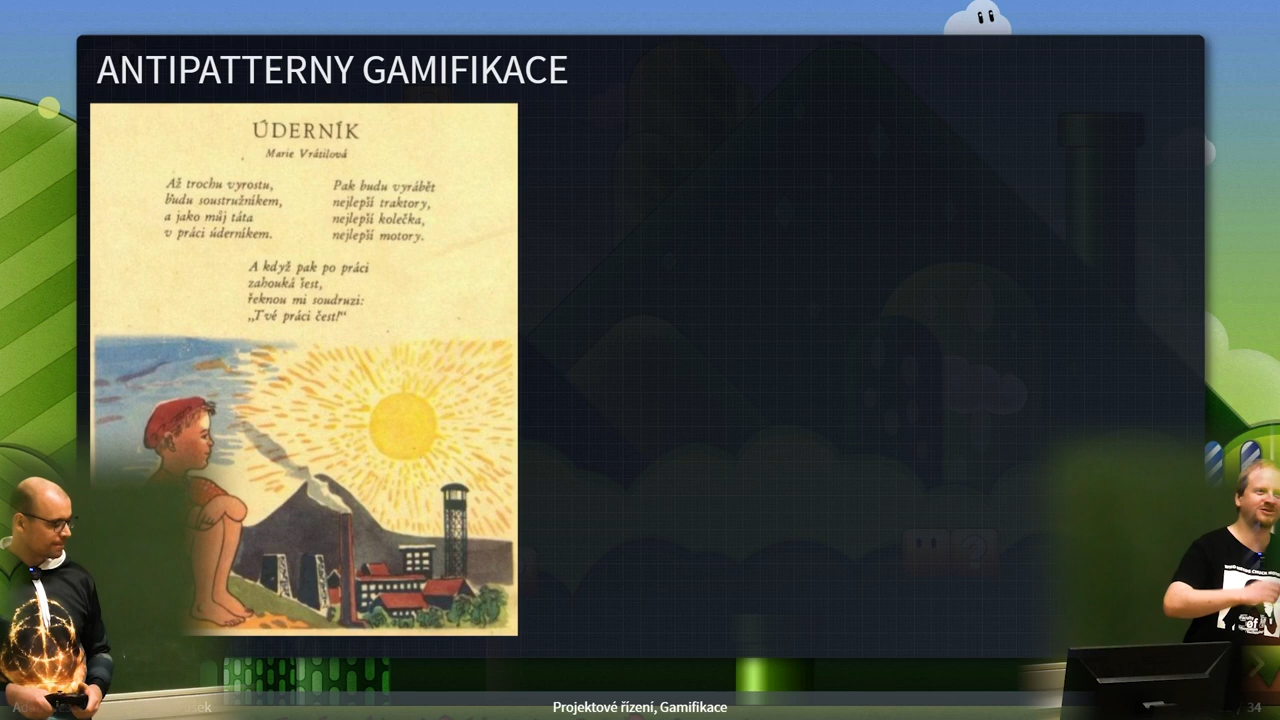 ANTIPATTERNY GAMIFIKACE
ÚDERNÍK
Marie Vrátilová
Až trochu vyrostu,
budu soustružníkem,
a jako můj táta
v práci úderníkem.
Pak budu vyrábět
nejlepší traktory,
nejlepší kolečka,
nejlepší motory.
A když pak po práci
zahouká šest,
řeknou mi soudruzi:
„Tvé práci čest!“
Projektové řízení, Gamifikace
34